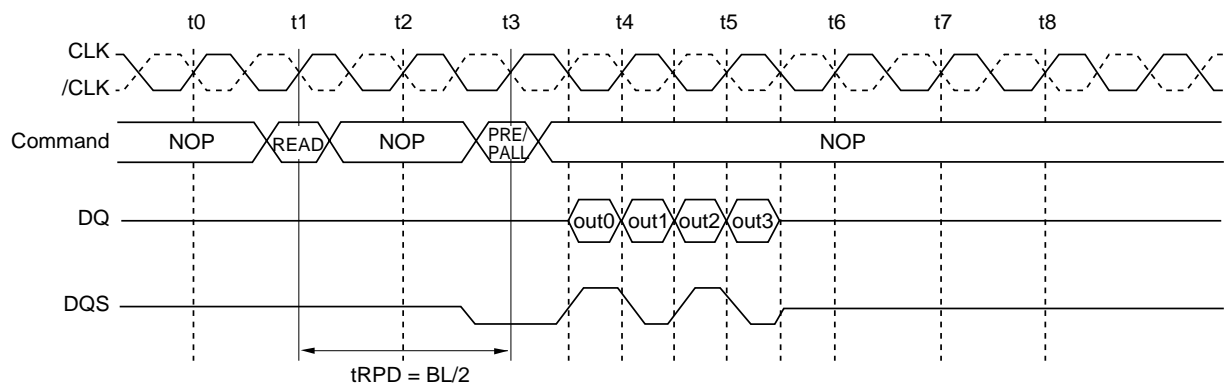 t0 t1 t2 t3 t4 t5 t6 t7 t8
CLK
/CLK
Command NOP READ NOP PRE/ PALL NOP
DQ out0 out1 out2 out3
DQS
tRPD = BL/2